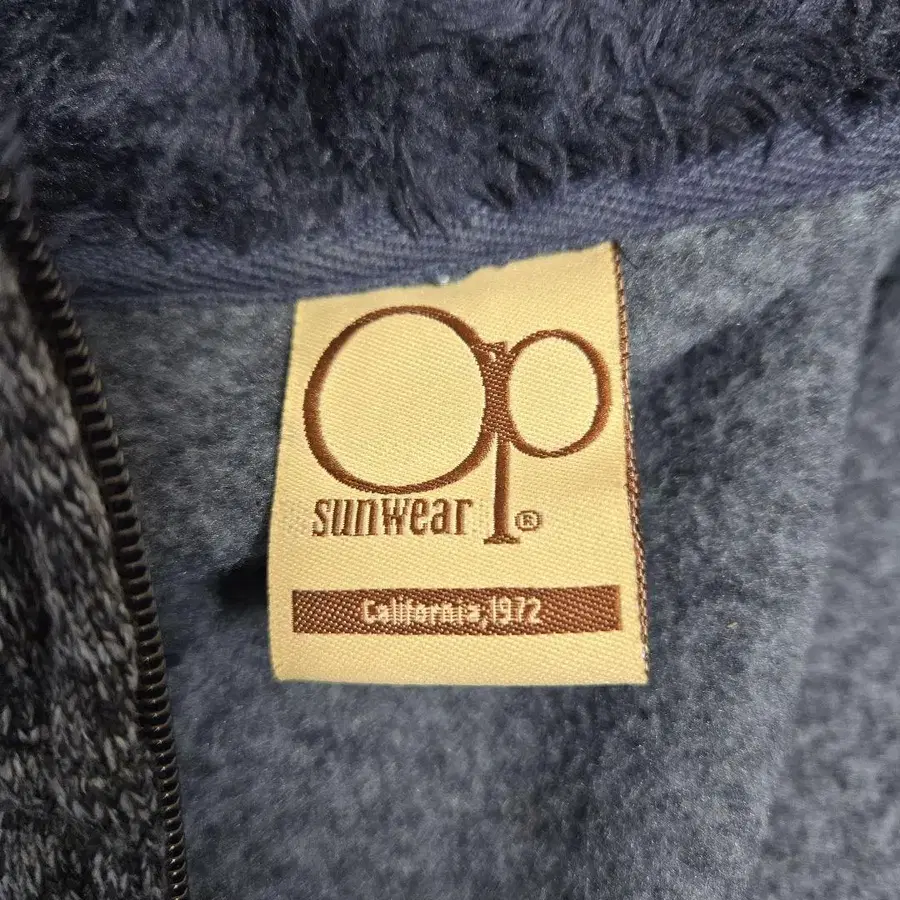 Op
sunwear ®
California, 1972